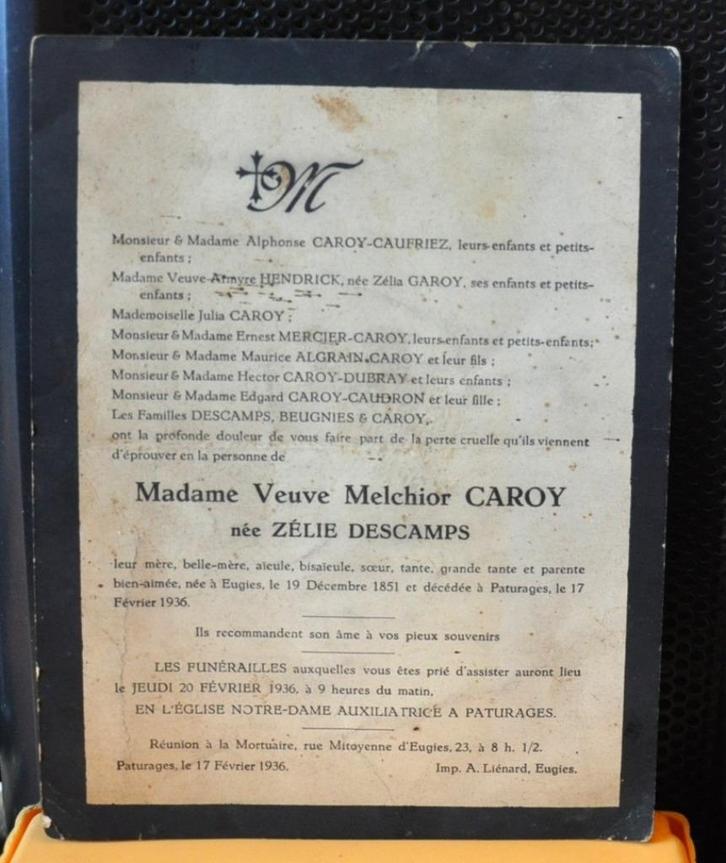 M
Monsieur & Madame Alphonse CAROY-CAUFRIEZ, leurs enfants et petits-
enfants ;
Madame Veuve Armyre HENDRICK, née Zélia GAROY, ses enfants et petits-
enfants ;
Mademoiselle Julia CAROY ;
Monsieur & Madame Ernest MERCIER-CAROY, leurs enfants et petits-enfants;
Monsieur & Madame Maurice ALGRAIN-CAROY et leur fils ;
Monsieur & Madame Hector CAROY-DUBRAY et leurs enfants ;
Monsieur & Madame Edgard CAROY-CAUDRON et leur fille ;
Les Familles DESCAMPS, BEUGNIES & CAROY,
ont la profonde douleur de vous faire part de la perte cruelle qu'ils viennent
d'éprouver en la personne de
Madame Veuve Melchior CAROY
née ZÉLIE DESCAMPS
leur mère, belle-mère, aïeule, bisaïeule, sœur, tante, grande tante et parente
bien-aimée, née à Eugies, le 19 Décembre 1851 et décédée à Paturages, le 17
Février 1936.
Ils recommandent son âme à vos pieux souvenirs
LES FUNÉRAILLES auxquelles vous êtes prié d'assister auront lieu
le JEUDI 20 FÉVRIER 1936, à 9 heures du matin,
EN L'ÉGLISE NOTRE-DAME AUXILIATRICE A PATURAGES.
Réunion à la Mortuaire, rue Mitoyenne d'Eugies, 23, à 8 h. 1/2.
Paturages, le 17 Février 1936. Imp. A. Liénard, Eugies.